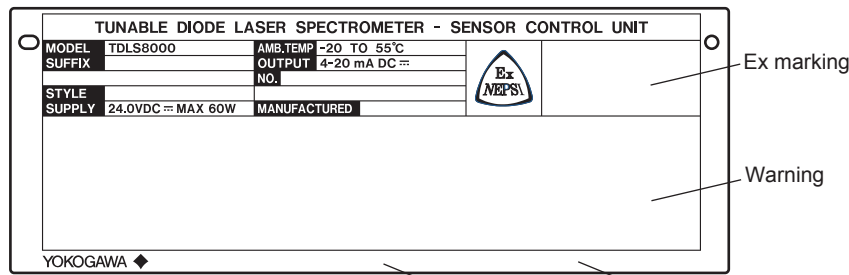 TUNABLE DIODE LASER SPECTROMETER - SENSOR CONTROL UNIT
MODEL TDLS8000 AMB.TEMP -20 TO 55°C
SUFFIX OUTPUT 4-20 mA DC ⎓
NO.
STYLE
SUPPLY 24.0VDC ⎓ MAX 60W MANUFACTURED
Ex
NEPSI
Ex marking
Warning
YOKOGAWA ◆